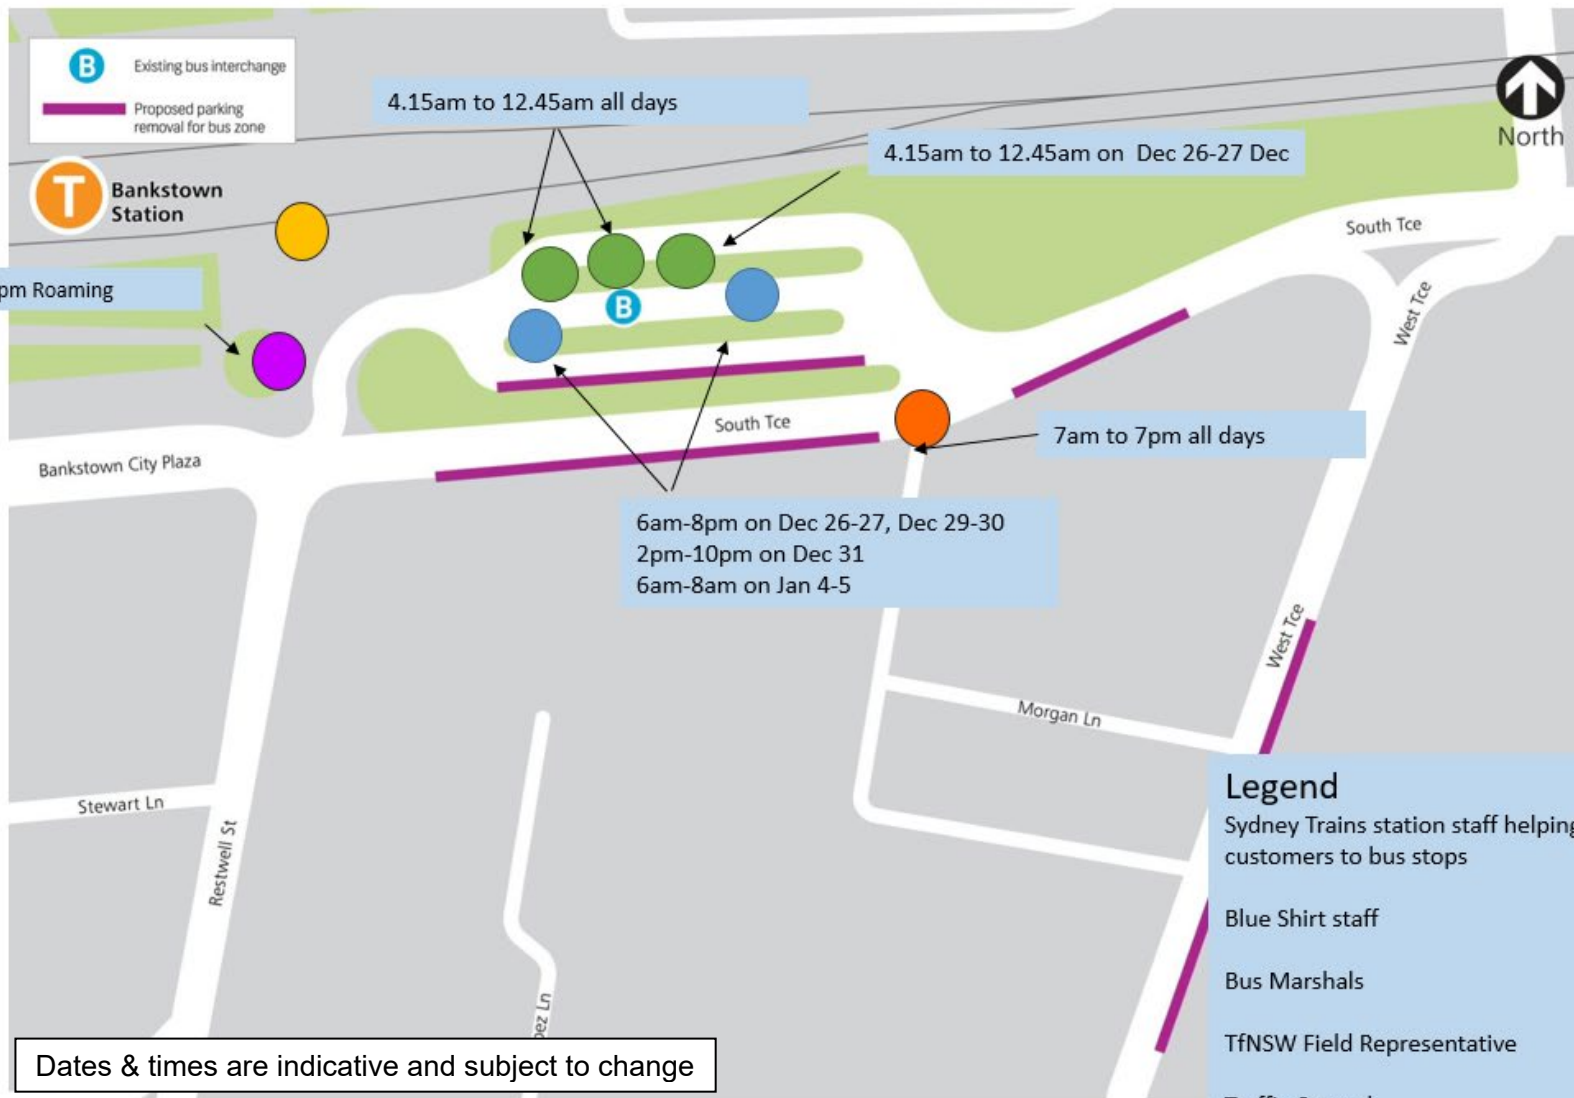 B
Existing bus interchange
Proposed parking
removal for bus zone
4.15am to 12.45am all days
4.15am to 12.45am on Dec 26-27 Dec
North
T
Bankstown
Station
South Tce
pm Roaming
B
West Tce
South Tce
7am to 7pm all days
Bankstown City Plaza
6am-8pm on Dec 26-27, Dec 29-30
2pm-10pm on Dec 31
6am-8am on Jan 4-5
West Tce
Morgan Ln
Stewart Ln
Restwell St
Legend
Sydney Trains station staff helping
customers to bus stops
Blue Shirt staff
Bus Marshals
TfNSW Field Representative
Ln
Dates & times are indicative and subject to change